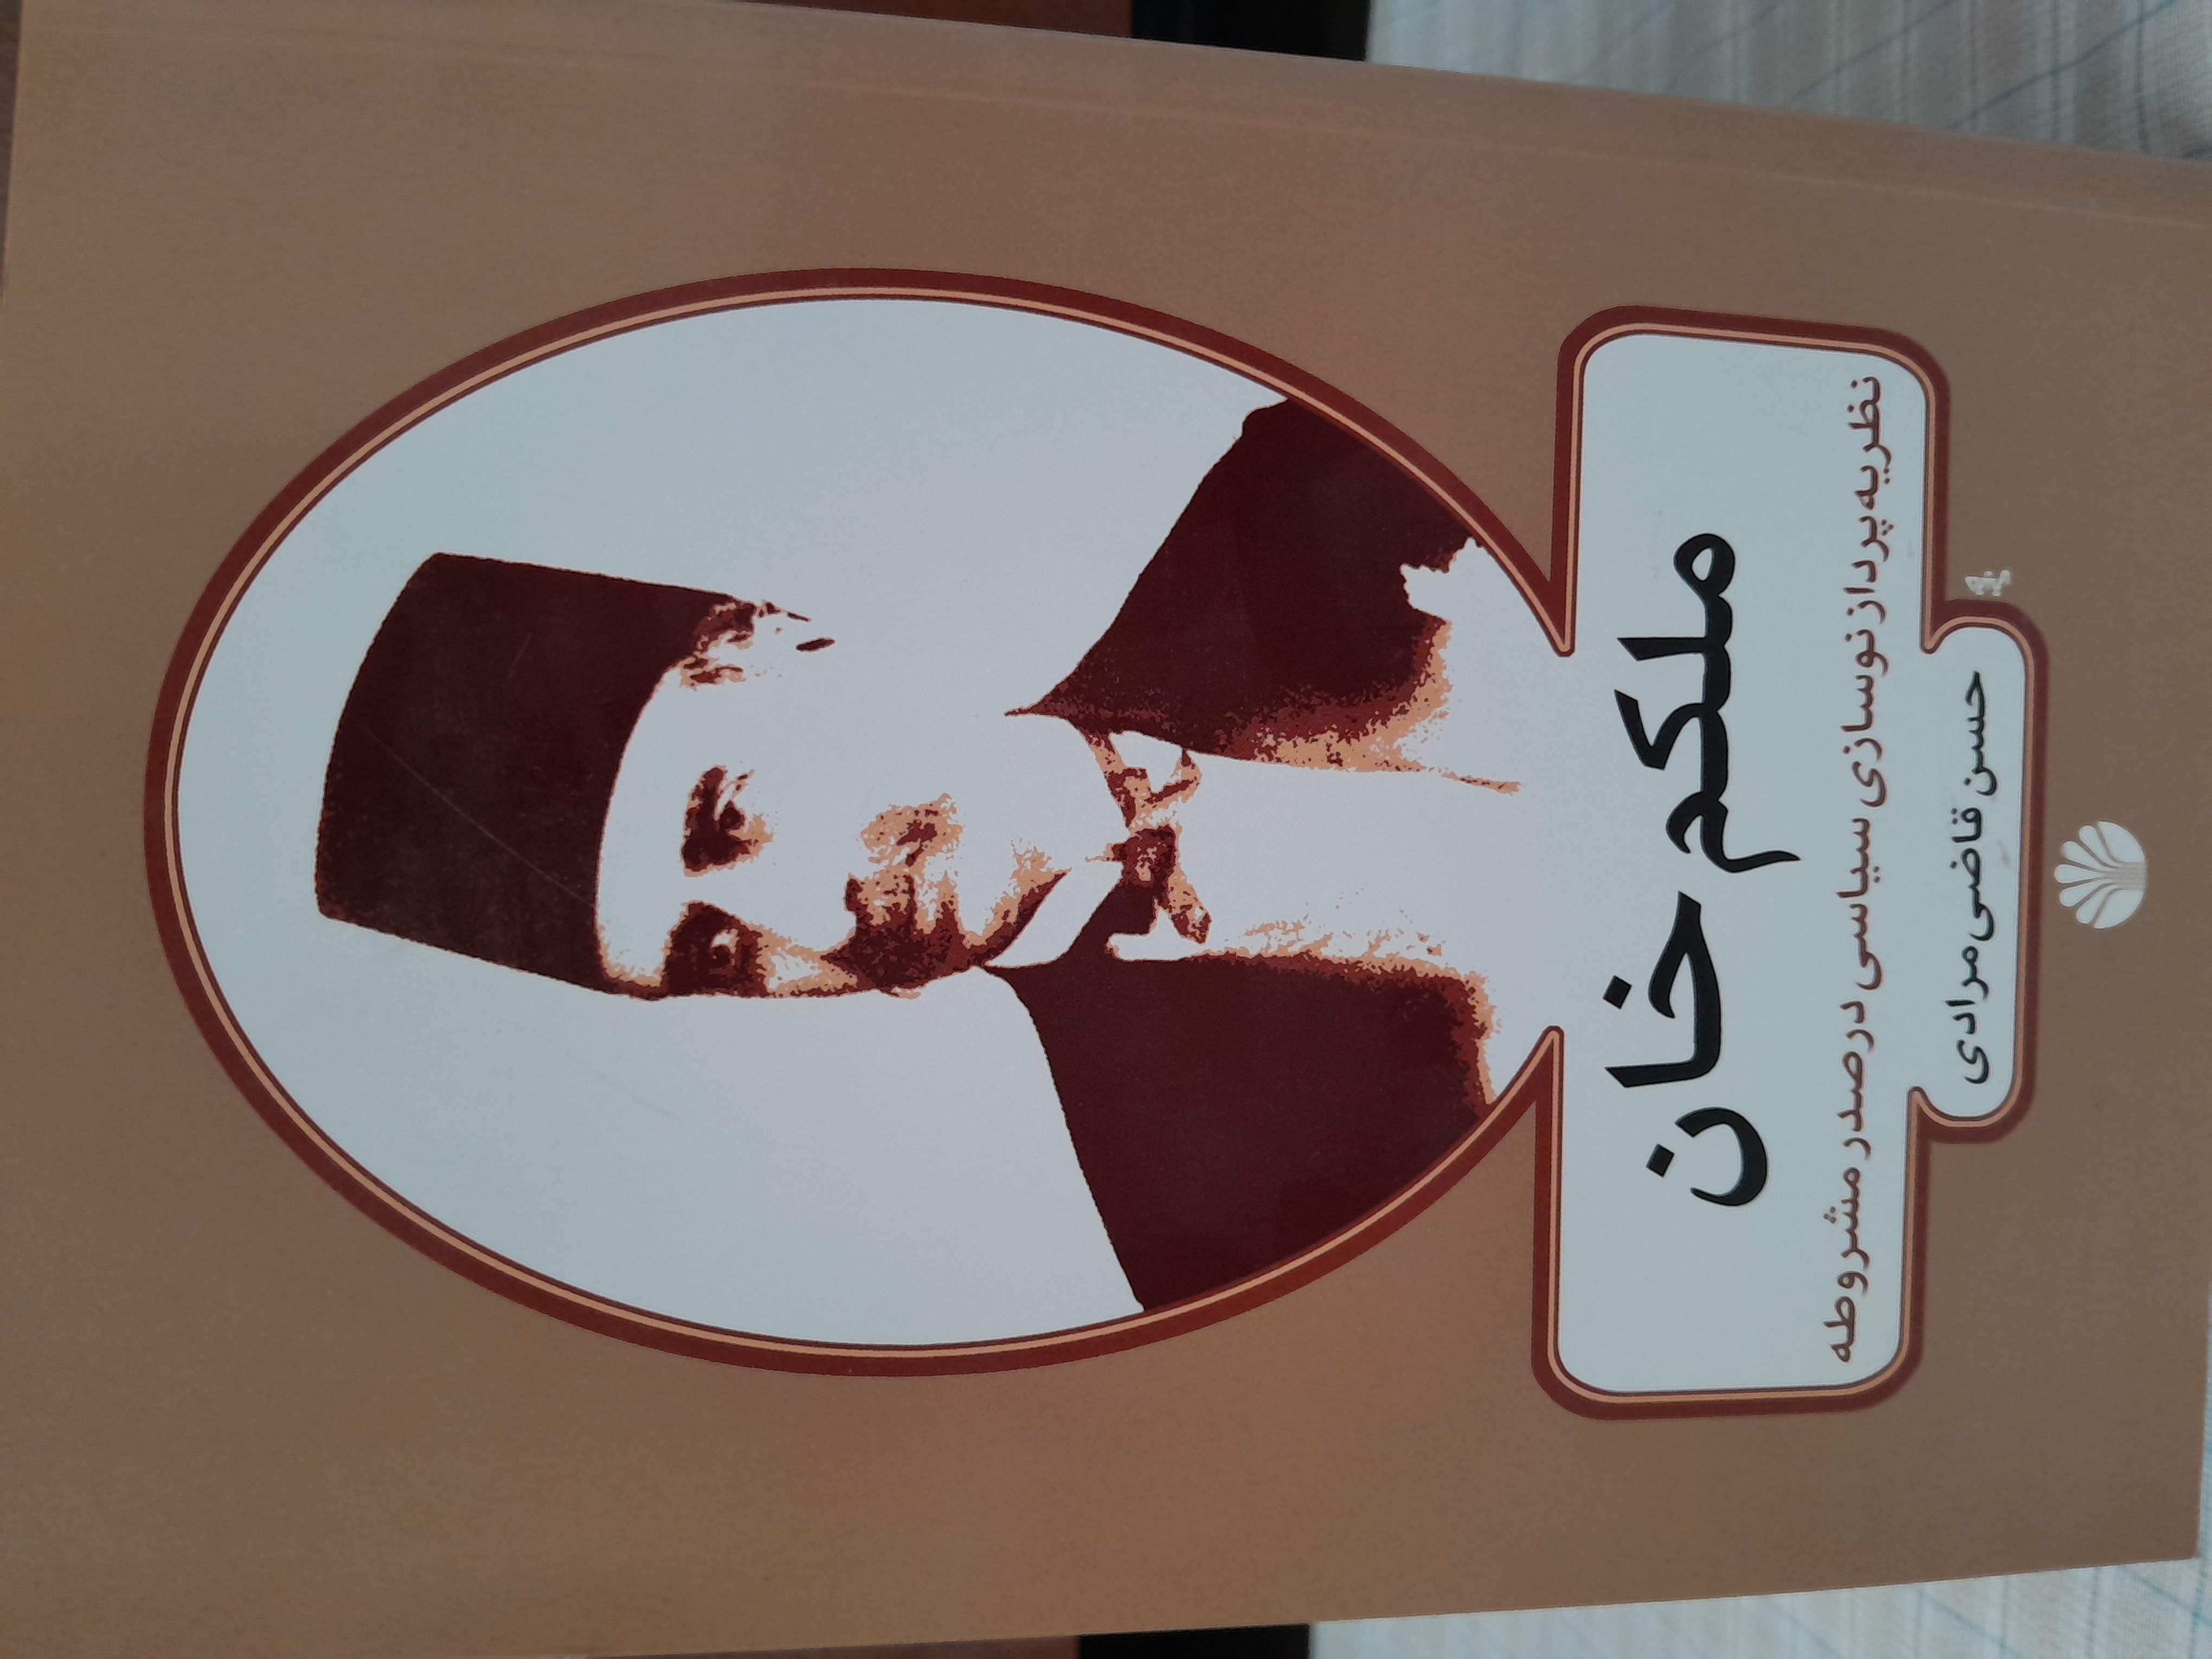 ملکم خان
نظریه‌پرداز نوسازی سیاسی در صدر مشروطه
حسن قاضی‌مرادی